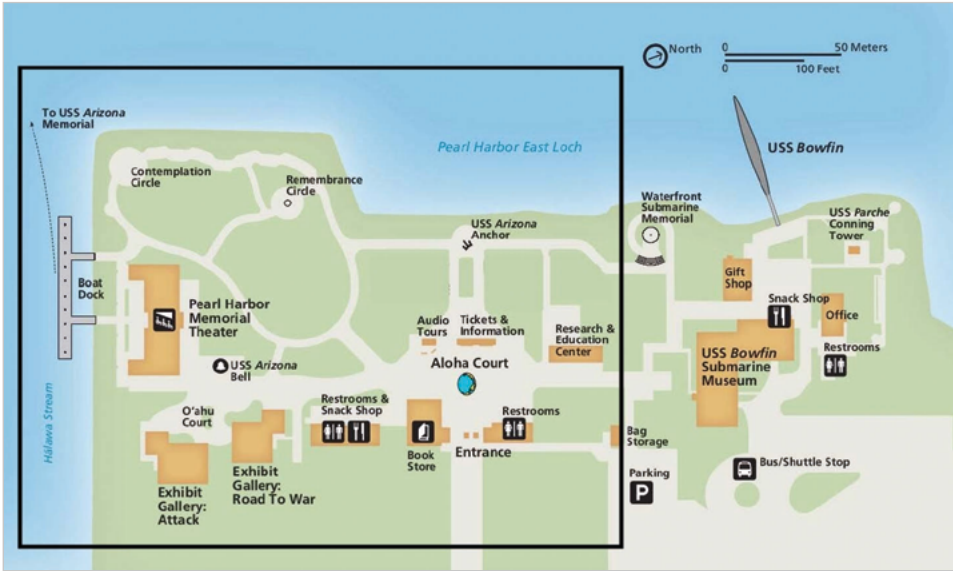 North
0 50 Meters
0 100 Feet
To USS Arizona
Memorial
Pearl Harbor East Loch
USS Bowfin
Contemplation
Circle
Remembrance
Circle
Waterfront
Submarine
Memorial
USS Parche
Conning
Tower
USS Arizona
Anchor
Boat
Dock
Pearl Harbor
Memorial
Theater
Gift
Shop
Snack Shop
Office
Audio
Tours
Tickets &
Information
Research &
Education
Center
Restrooms
USS Bowfin
Submarine
Museum
USS Arizona
Bell
Aloha Court
Hālawa Stream
O'ahu
Court
Restrooms &
Snack Shop
Restrooms
Book
Store
Entrance
Bag
Storage
Exhibit
Gallery:
Attack
Exhibit
Gallery:
Road To War
Parking
P
Bus/Shuttle Stop